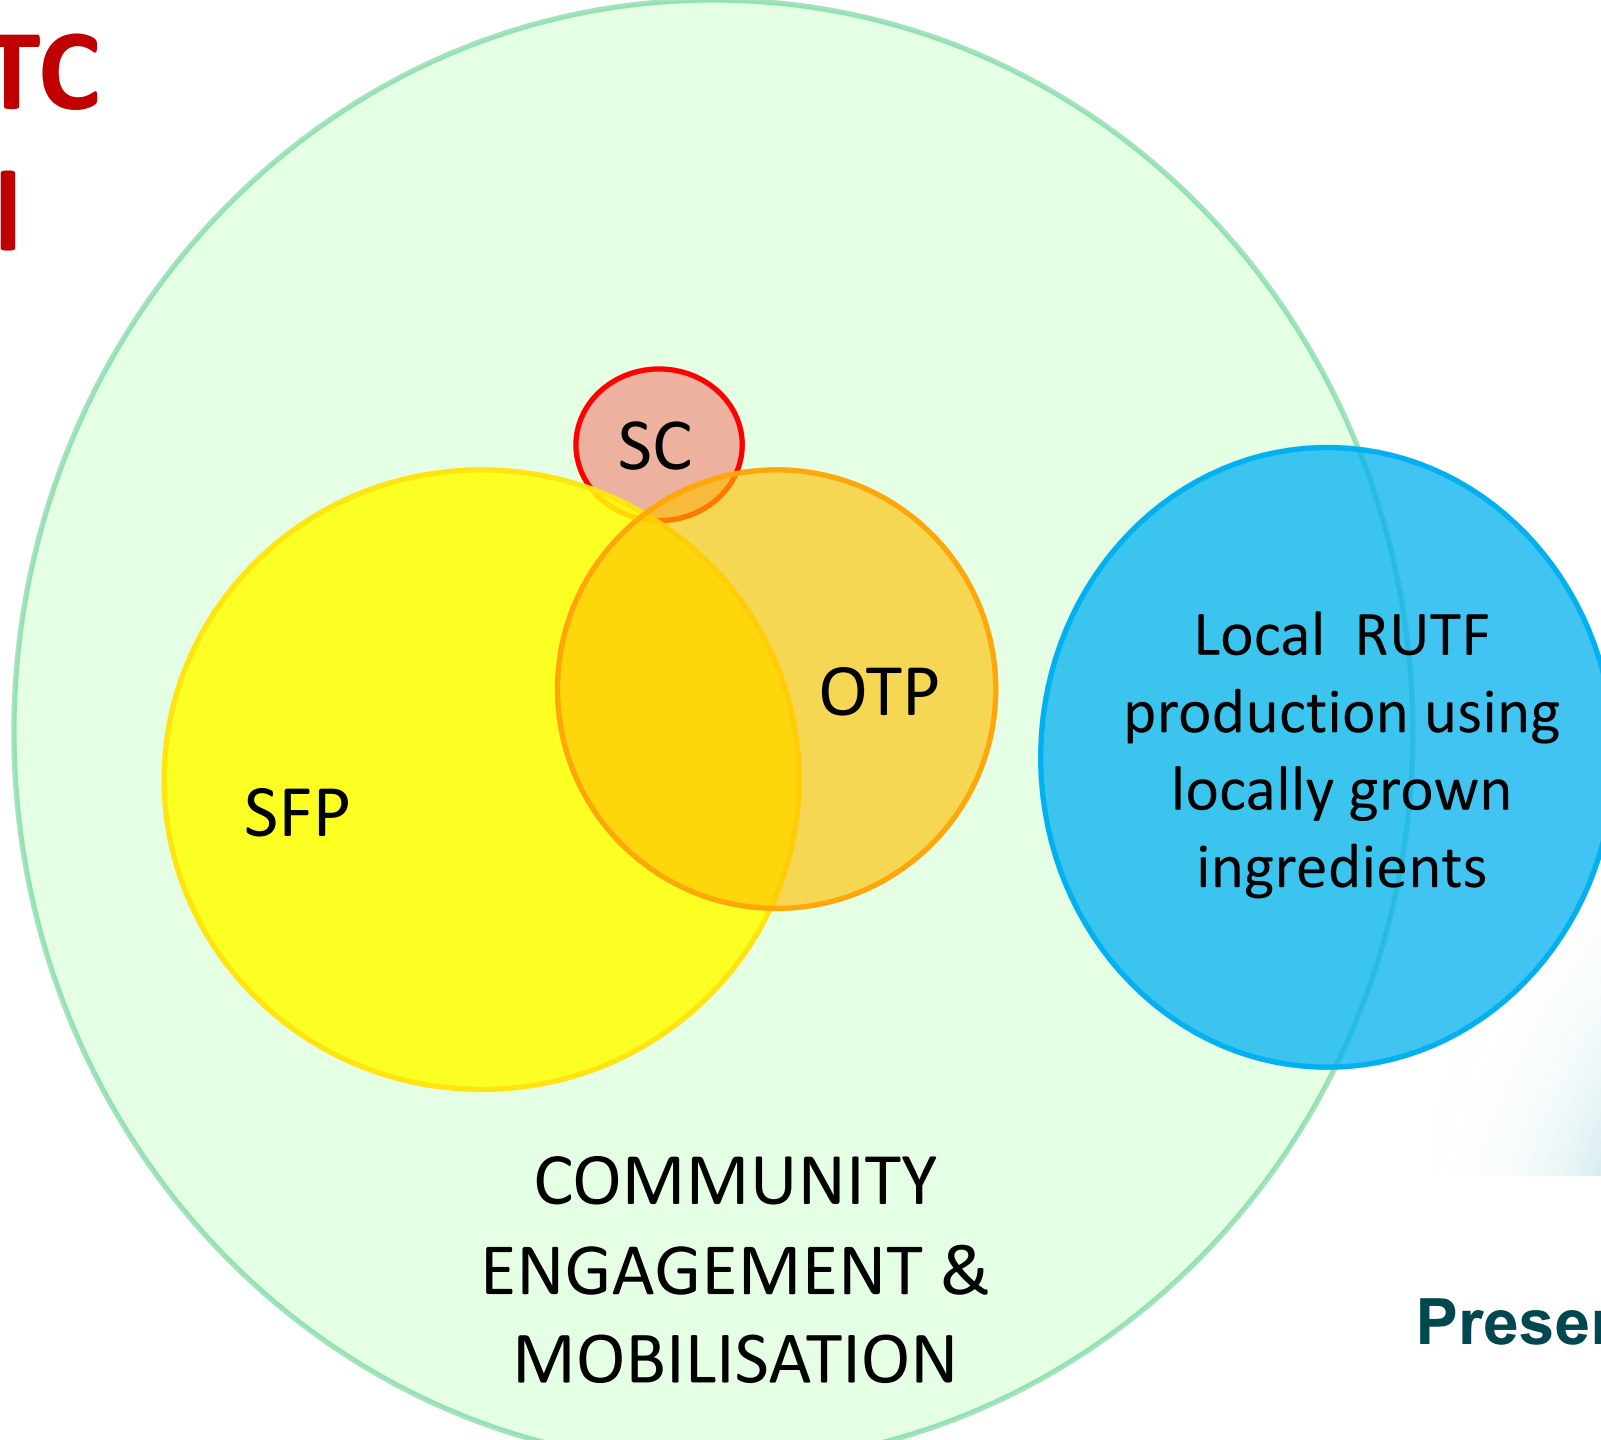 TC
SC
OTP
SFP
Local RUTF
production using
locally grown
ingredients
COMMUNITY
ENGAGEMENT &
MOBILISATION